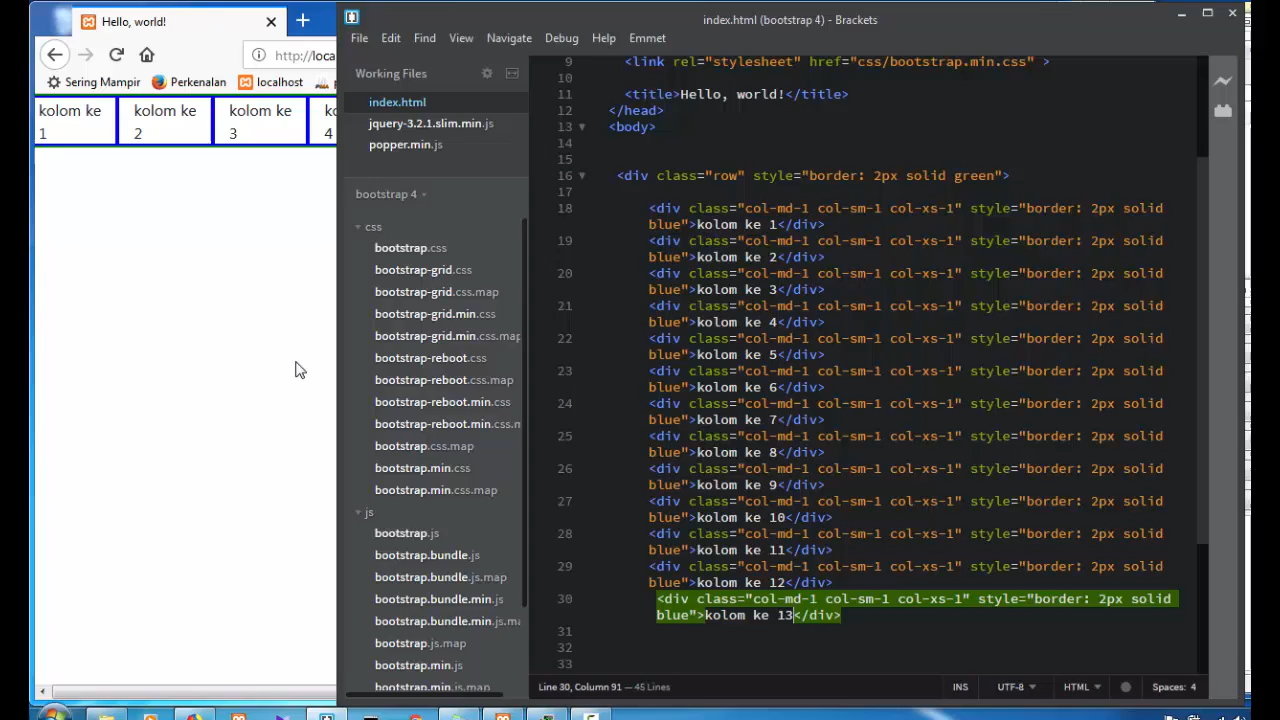 Hello, world!
http://loca
Sering Mampir
Perkenalan
localhost
kolom ke
1
kolom ke
2
kolom ke
3
4
index.html (bootstrap 4) - Brackets
File Edit Find View Navigate Debug Help Emmet
Working Files
index.html
jquery-3.2.1.slim.min.js
popper.min.js
bootstrap 4
css
bootstrap.css
bootstrap-grid.css
bootstrap-grid.css.map
bootstrap-grid.min.css
bootstrap-grid.min.css.map
bootstrap-reboot.css
bootstrap-reboot.css.map
bootstrap-reboot.min.css
bootstrap-reboot.min.css.m
bootstrap.css.map
bootstrap.min.css
bootstrap.min.css.map
js
bootstrap.js
bootstrap.bundle.js
bootstrap.bundle.js.map
bootstrap.bundle.min.js
bootstrap.bundle.min.js.ma
bootstrap.js.map
bootstrap.min.js
bootstrap.min.js.map
9 <link rel="stylesheet" href="css/bootstrap.min.css" >
10
11 <title>Hello, world!</title>
12 </head>
13 <body>
14
15
16 <div class="row" style="border: 2px solid green">
17
18 <div class="col-md-1 col-sm-1 col-xs-1" style="border: 2px solid
blue">kolom ke 1</div>
19 <div class="col-md-1 col-sm-1 col-xs-1" style="border: 2px solid
blue">kolom ke 2</div>
20 <div class="col-md-1 col-sm-1 col-xs-1" style="border: 2px solid
blue">kolom ke 3</div>
21 <div class="col-md-1 col-sm-1 col-xs-1" style="border: 2px solid
blue">kolom ke 4</div>
22 <div class="col-md-1 col-sm-1 col-xs-1" style="border: 2px solid
blue">kolom ke 5</div>
23 <div class="col-md-1 col-sm-1 col-xs-1" style="border: 2px solid
blue">kolom ke 6</div>
24 <div class="col-md-1 col-sm-1 col-xs-1" style="border: 2px solid
blue">kolom ke 7</div>
25 <div class="col-md-1 col-sm-1 col-xs-1" style="border: 2px solid
blue">kolom ke 8</div>
26 <div class="col-md-1 col-sm-1 col-xs-1" style="border: 2px solid
blue">kolom ke 9</div>
27 <div class="col-md-1 col-sm-1 col-xs-1" style="border: 2px solid
blue">kolom ke 10</div>
28 <div class="col-md-1 col-sm-1 col-xs-1" style="border: 2px solid
blue">kolom ke 11</div>
29 <div class="col-md-1 col-sm-1 col-xs-1" style="border: 2px solid
blue">kolom ke 12</div>
30 <div class="col-md-1 col-sm-1 col-xs-1" style="border: 2px solid
blue">kolom ke 13</div>
31
32
33
Line 30, Column 91 — 45 Lines
INS UTF-8 HTML Spaces: 4